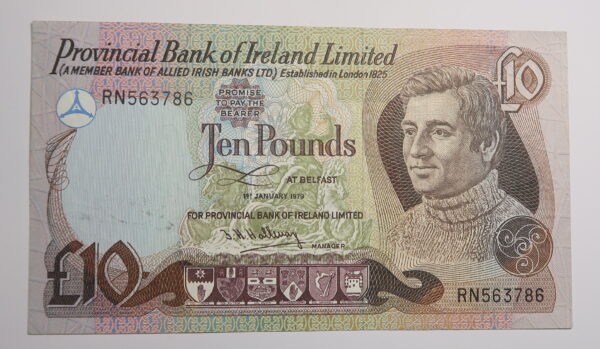 Provincial Bank of Ireland Limited
(A MEMBER BANK OF ALLIED IRISH BANKS LTD) Established in London 1825
£10
RN563786
PROMISE
TO PAY THE
BEARER
Ten Pounds
AT BELFAST
1ST JANUARY 1979
FOR PROVINCIAL BANK OF IRELAND LIMITED
MANAGER
£10
RN563786